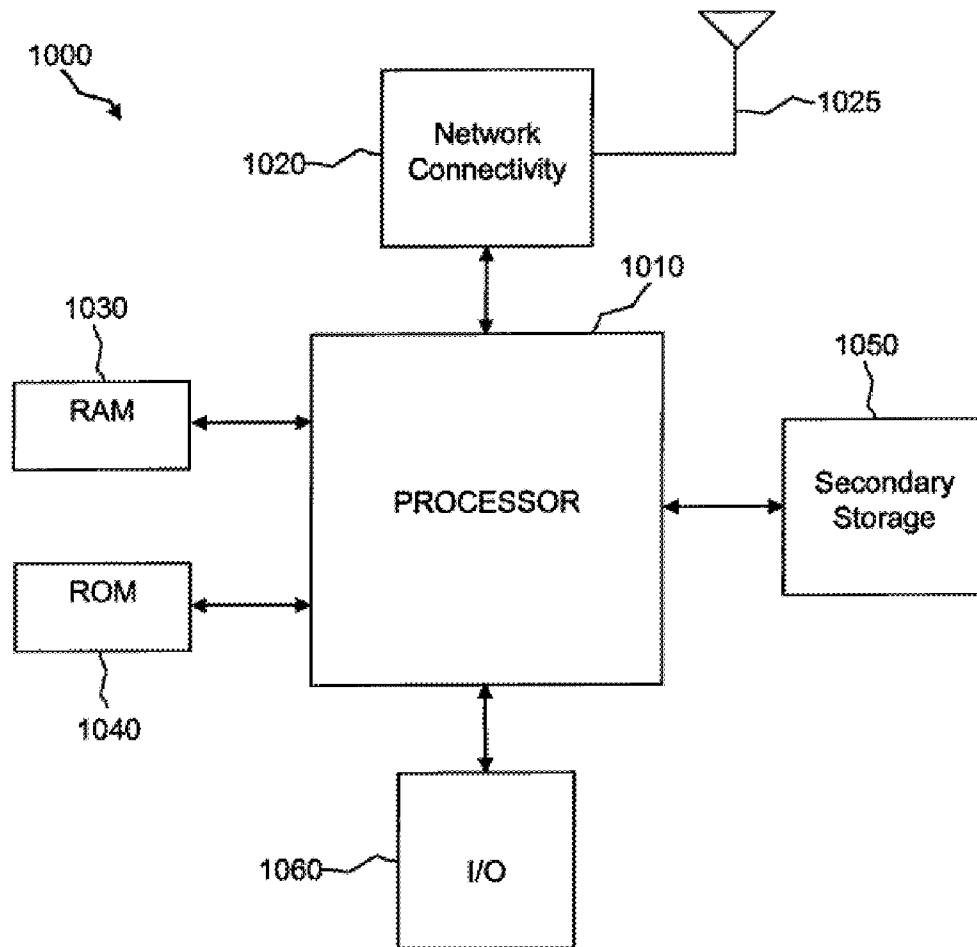 1000
Network
Connectivity
1020
1025
1010
1030
RAM
1050
PROCESSOR
Secondary
Storage
ROM
1040
1060
I/O